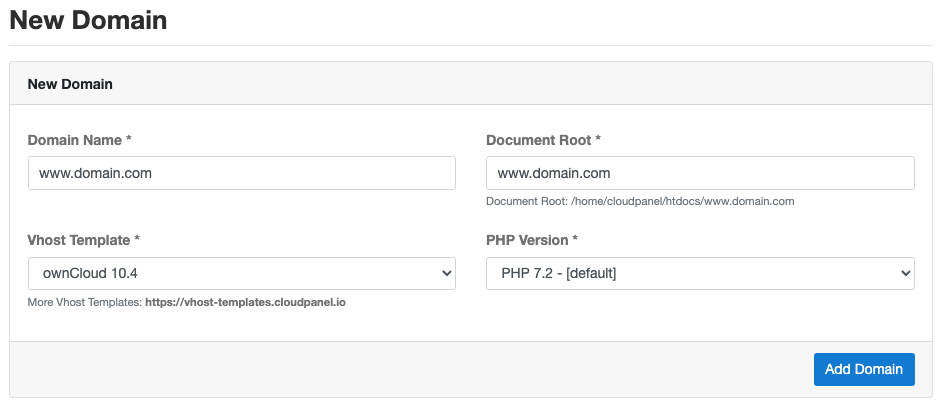 New Domain
New Domain
Domain Name *
Document Root *
www.domain.com
www.domain.com
Document Root: /home/cloudpanel/htdocs/www.domain.com
Vhost Template *
PHP Version *
ownCloud 10.4
PHP 7.2 - [default]
More Vhost Templates: https://vhost-templates.cloudpanel.io
Add Domain